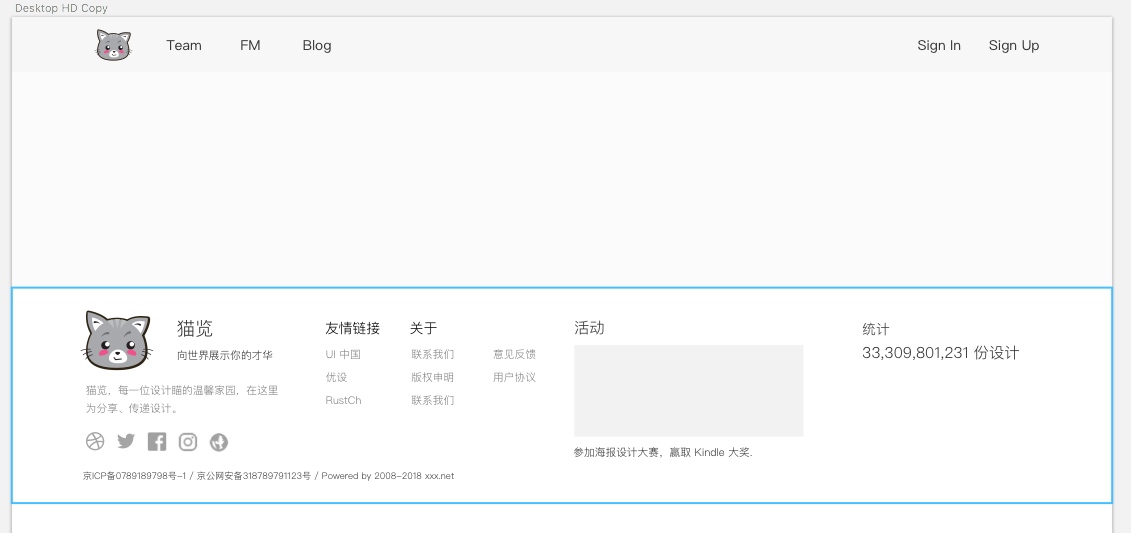 Desktop HD Copy
Team FM Blog Sign In Sign Up
猫览
向世界展示你的才华
猫览，每一位设计瞄的温馨家园，在这里
为分享、传递设计。
京ICP备0789189798号-1 / 京公网安备318789791123号 / Powered by 2008-2018 xxx.net
友情链接
UI 中国
优设
RustCh
关于
联系我们 意见反馈
版权申明 用户协议
联系我们
活动
参加海报设计大赛，赢取 Kindle 大奖.
统计
33,309,801,231 份设计